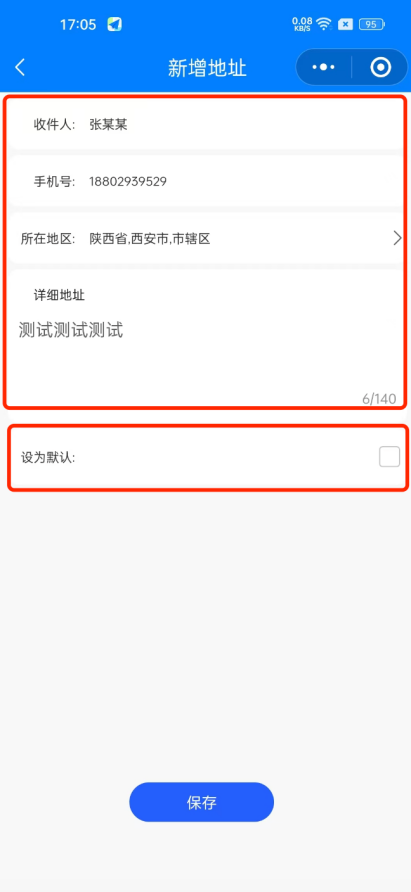 17:05 0.08 KB/S 95
新增地址
收件人: 张某某
手机号: 18802939529
所在地区: 陕西省,西安市,市辖区
详细地址
测试测试测试
6/140
设为默认:
保存